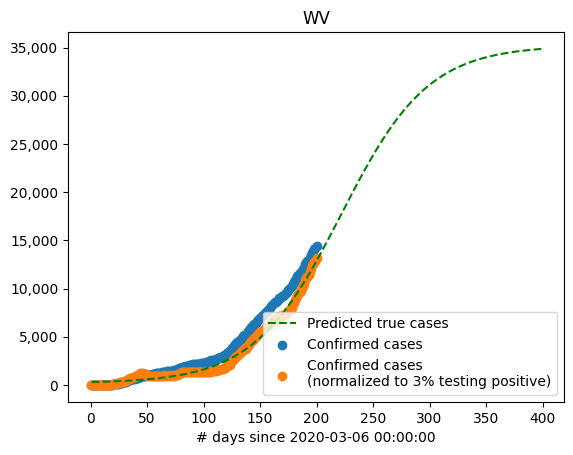 WV
35,000
30,000
25,000
20,000
15,000
10,000
5,000
0
Predicted true cases
Confirmed cases
Confirmed cases
(normalized to 3% testing positive)
0 50 100 150 200 250 300 350 400
# days since 2020-03-06 00:00:00